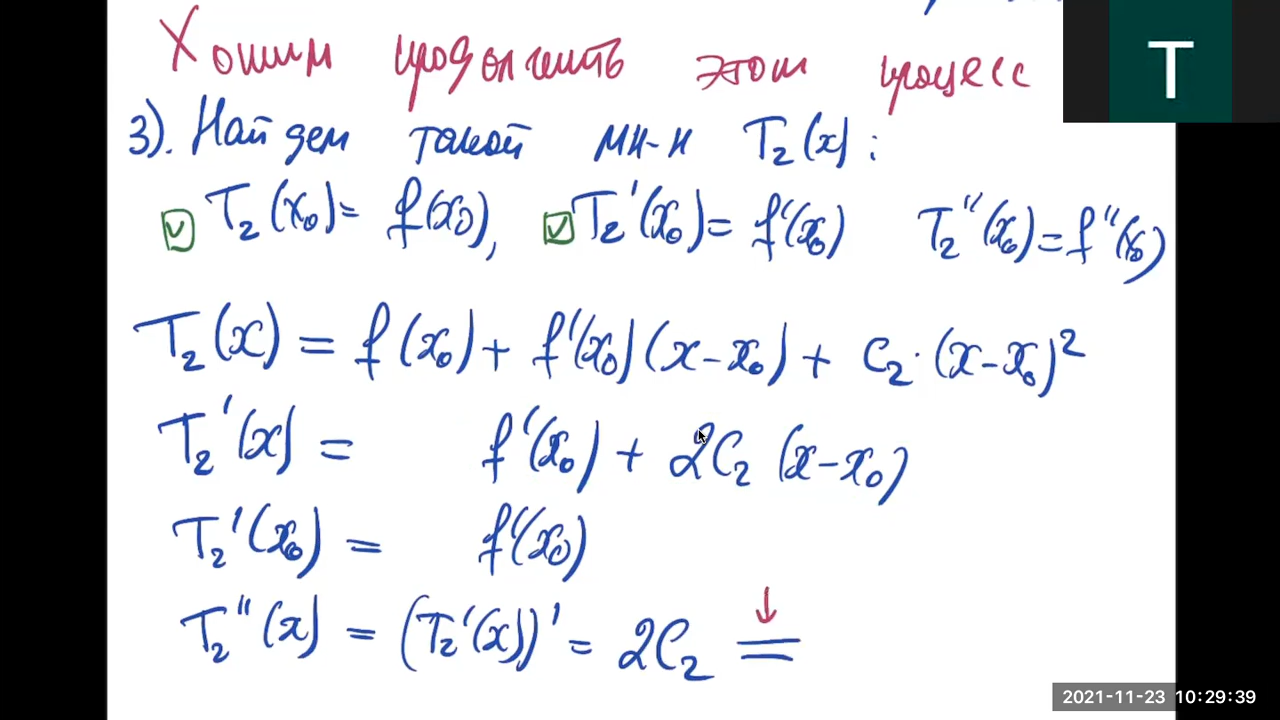 Хотим продолжить этот процесс
T
3). Найдем такой мн-н T₂(x):
T₂(x₀) = f(x₀), T₂'(x₀) = f'(x₀) T₂''(x₀) = f''(x₀)
T₂(x) = f(x₀) + f'(x₀)(x-x₀) + C₂·(x-x₀)²
T₂'(x) = f'(x₀) + 2C₂(x-x₀)
T₂'(x₀) = f'(x₀)
T₂''(x) = (T₂'(x))' = 2C₂ =
2021-11-23 10:29:39